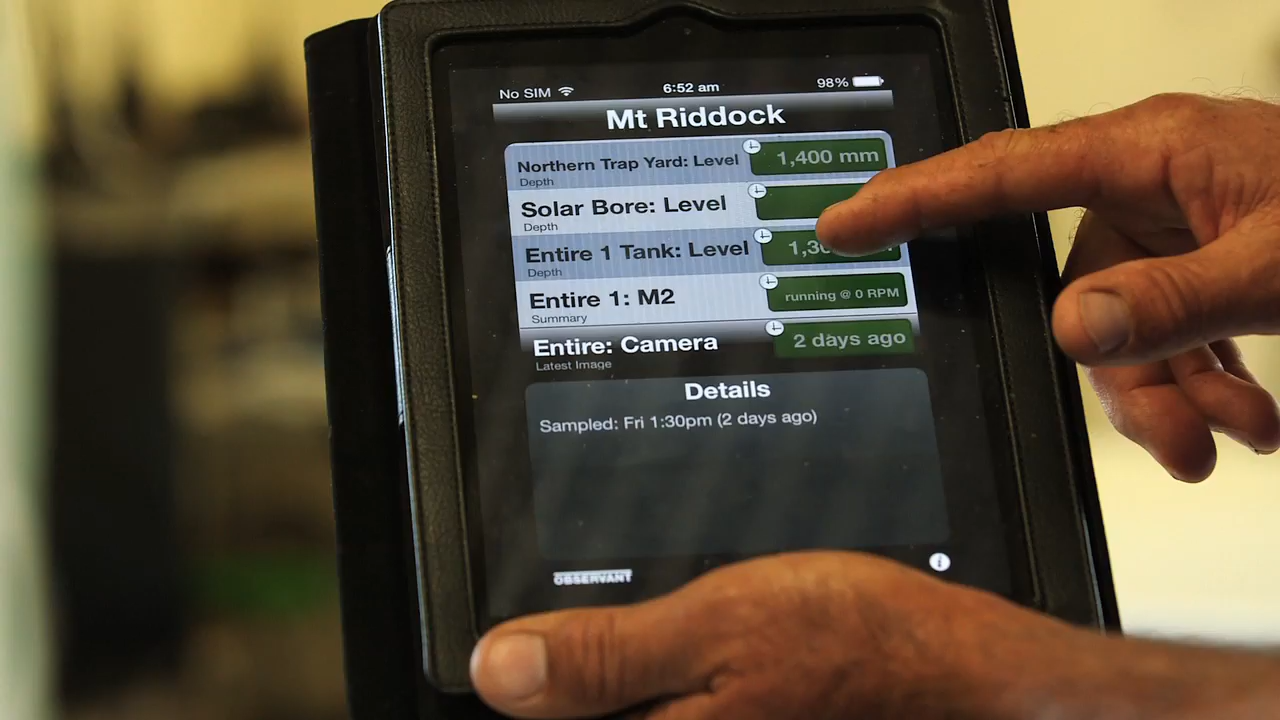 No SIM 6:52 am 98%
Mt Riddock
Northern Trap Yard: Level 1,400 mm
Depth
Solar Bore: Level
Depth
Entire 1 Tank: Level
Depth
Entire 1: M2 running @ 0 RPM
Summary
Entire: Camera 2 days ago
Latest Image
Details
Sampled: Fri 1:30pm (2 days ago)
OBSERVANT